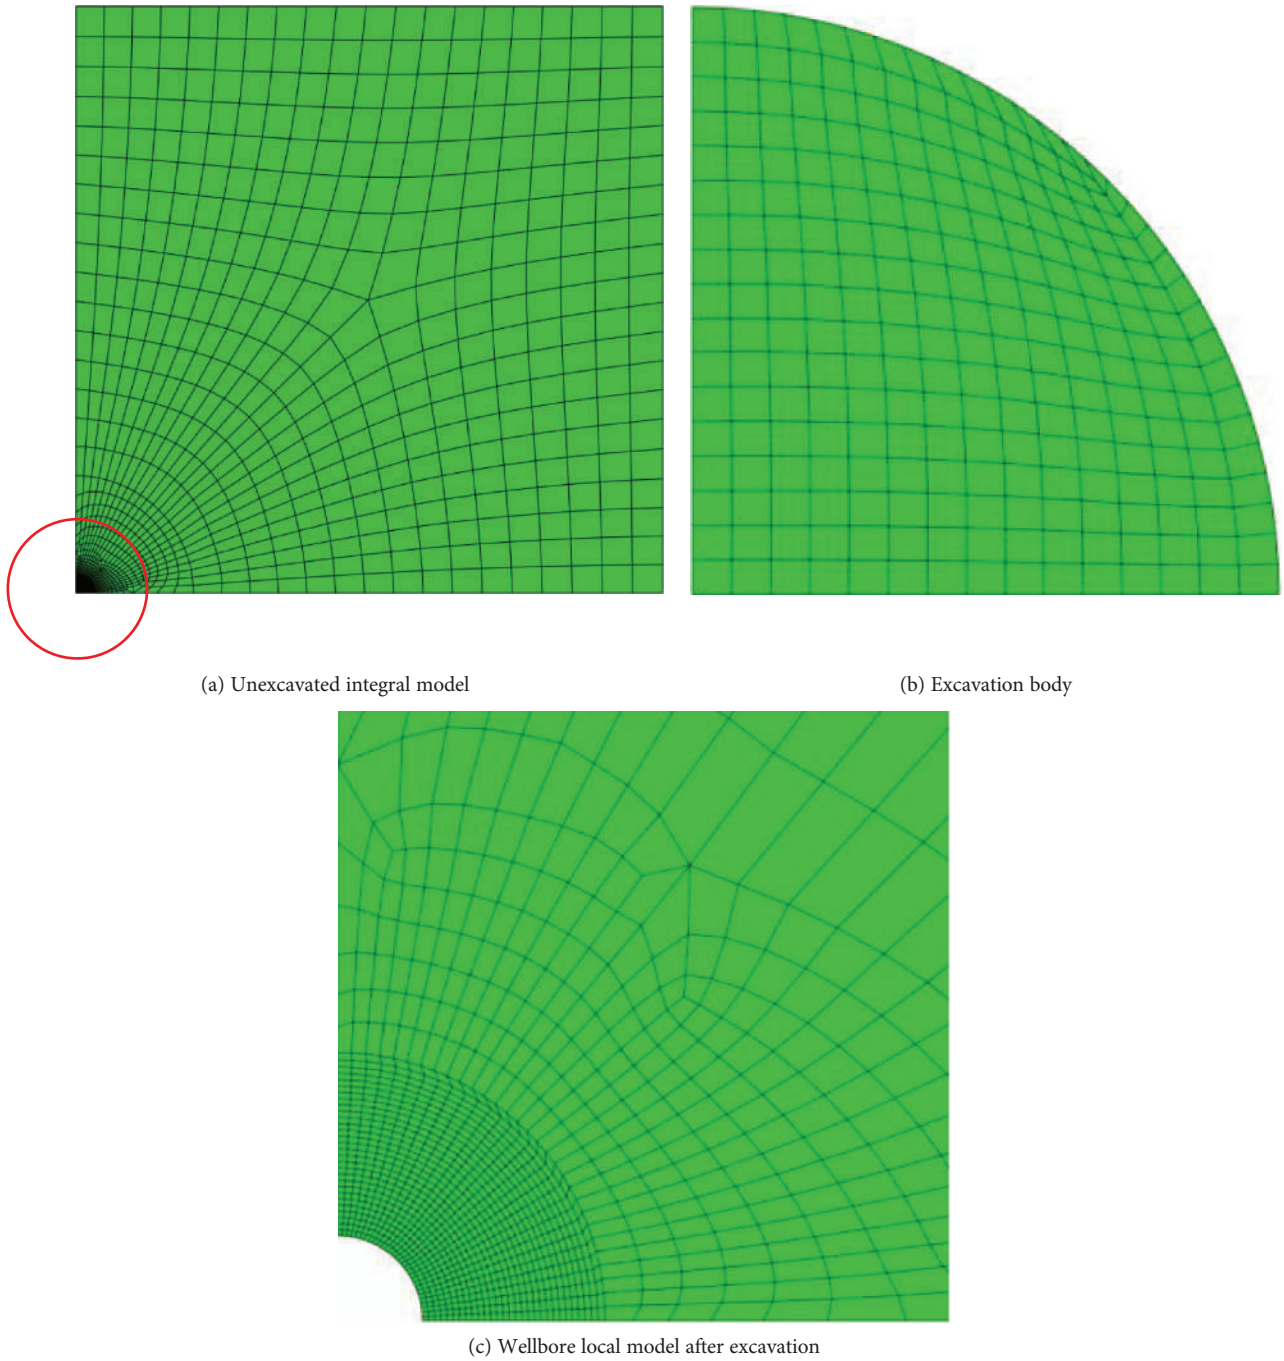 (a) Unexcavated integral model
(b) Excavation body
(c) Wellbore local model after excavation